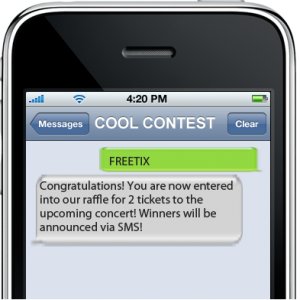 4:20 PM
Messages COOL CONTEST Clear
FREETIX
Congratulations! You are now entered
into our raffle for 2 tickets to the
upcoming concert! Winners will be
announced via SMS!